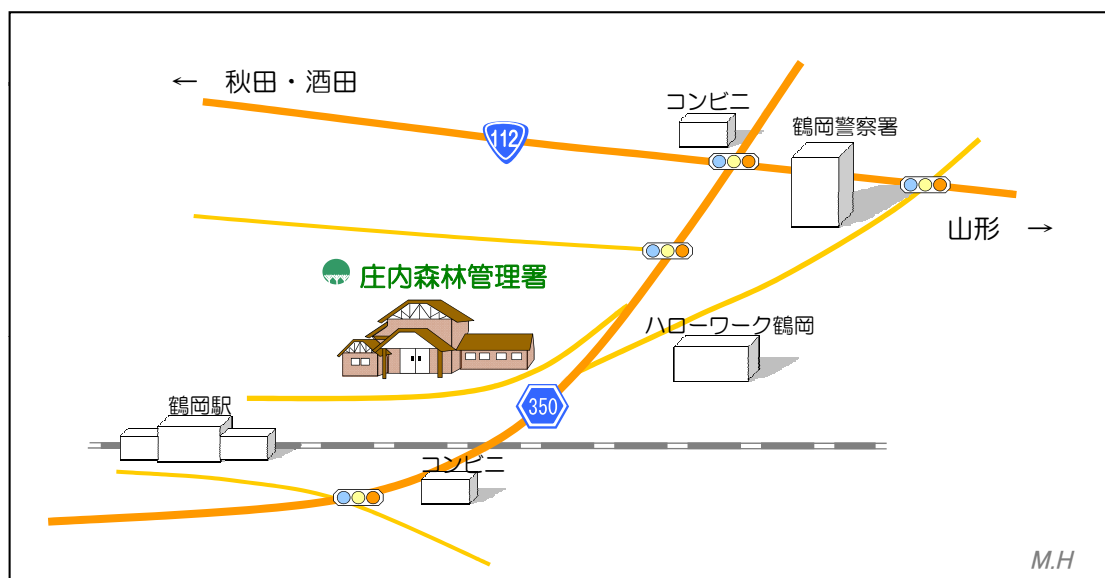 ← 秋田・酒田
コンビニ
鶴岡警察署
112
山形 →
庄内森林管理署
ハローワーク鶴岡
350
鶴岡駅
コンビニ
M.H